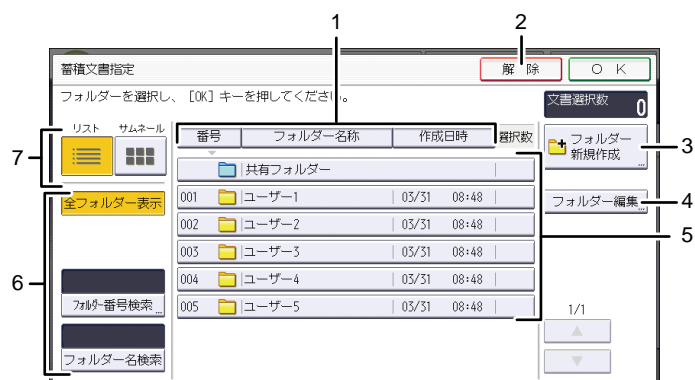 1
2
蓄積文書指定
解 除
O K
フォルダーを選択し、[OK] キーを押してください。
文書選択数
0
リスト サムネール
番号 フォルダー名称 作成日時 選択数
フォルダー
新規作成
3
7
共有フォルダー
全フォルダー表示
001 ユーザー1 03/31 08:48
フォルダー編集
4
002 ユーザー2 03/31 08:48
5
003 ユーザー3 03/31 08:48
6
004 ユーザー4 03/31 08:48
フォルダー番号検索
005 ユーザー5 03/31 08:48
1/1
フォルダー名検索